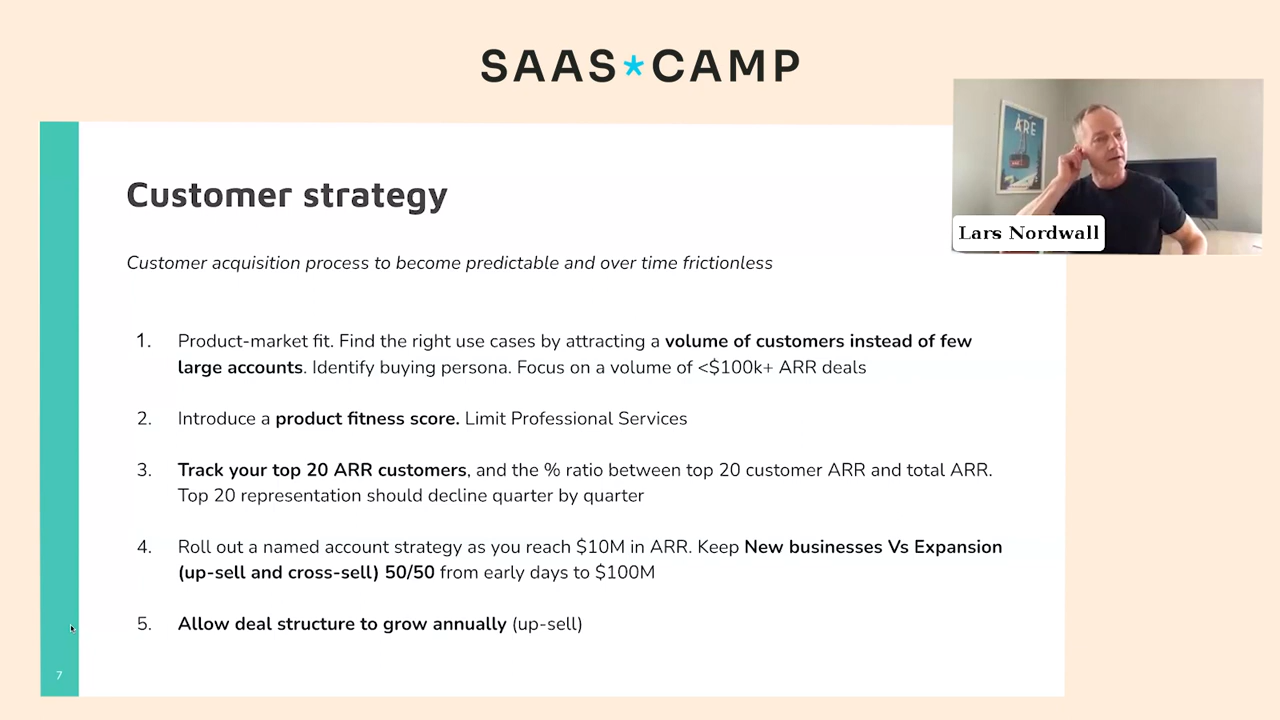 SAAS*CAMP
ÅRE
Lars Nordwall
Customer strategy
Customer acquisition process to become predictable and over time frictionless
1. Product-market fit. Find the right use cases by attracting a volume of customers instead of few
large accounts. Identify buying persona. Focus on a volume of <$100k+ ARR deals
2. Introduce a product fitness score. Limit Professional Services
3. Track your top 20 ARR customers, and the % ratio between top 20 customer ARR and total ARR.
Top 20 representation should decline quarter by quarter
4. Roll out a named account strategy as you reach $10M in ARR. Keep New businesses Vs Expansion
(up-sell and cross-sell) 50/50 from early days to $100M
5. Allow deal structure to grow annually (up-sell)
7